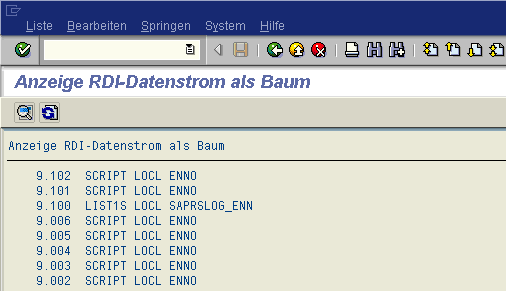 Liste Bearbeiten Springen System Hilfe
Anzeige RDI-Datenstrom als Baum
Anzeige RDI-Datenstrom als Baum
9.102 SCRIPT LOCL ENNO
9.101 SCRIPT LOCL ENNO
9.100 LIST1S LOCL SAPRSLOG_ENN
9.006 SCRIPT LOCL ENNO
9.005 SCRIPT LOCL ENNO
9.004 SCRIPT LOCL ENNO
9.003 SCRIPT LOCL ENNO
9.002 SCRIPT LOCL ENNO